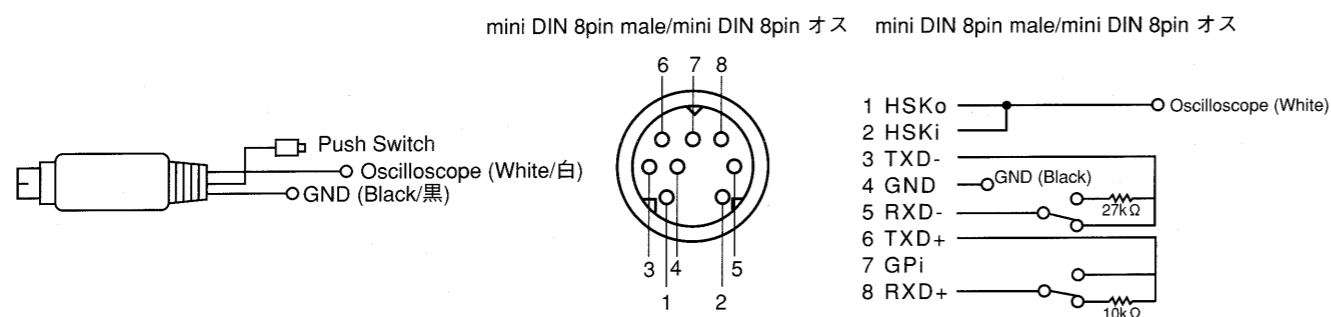 mini DIN 8pin male/mini DIN 8pin オス
mini DIN 8pin male/mini DIN 8pin オス
Push Switch
Oscilloscope (White/白)
GND (Black/黒)
6 7 8
3 4 5
1 2
1 HSKo
Oscilloscope (White)
2 HSKi
3 TXD-
4 GND
GND (Black)
27kΩ
5 RXD-
6 TXD+
7 GPi
8 RXD+
10kΩ